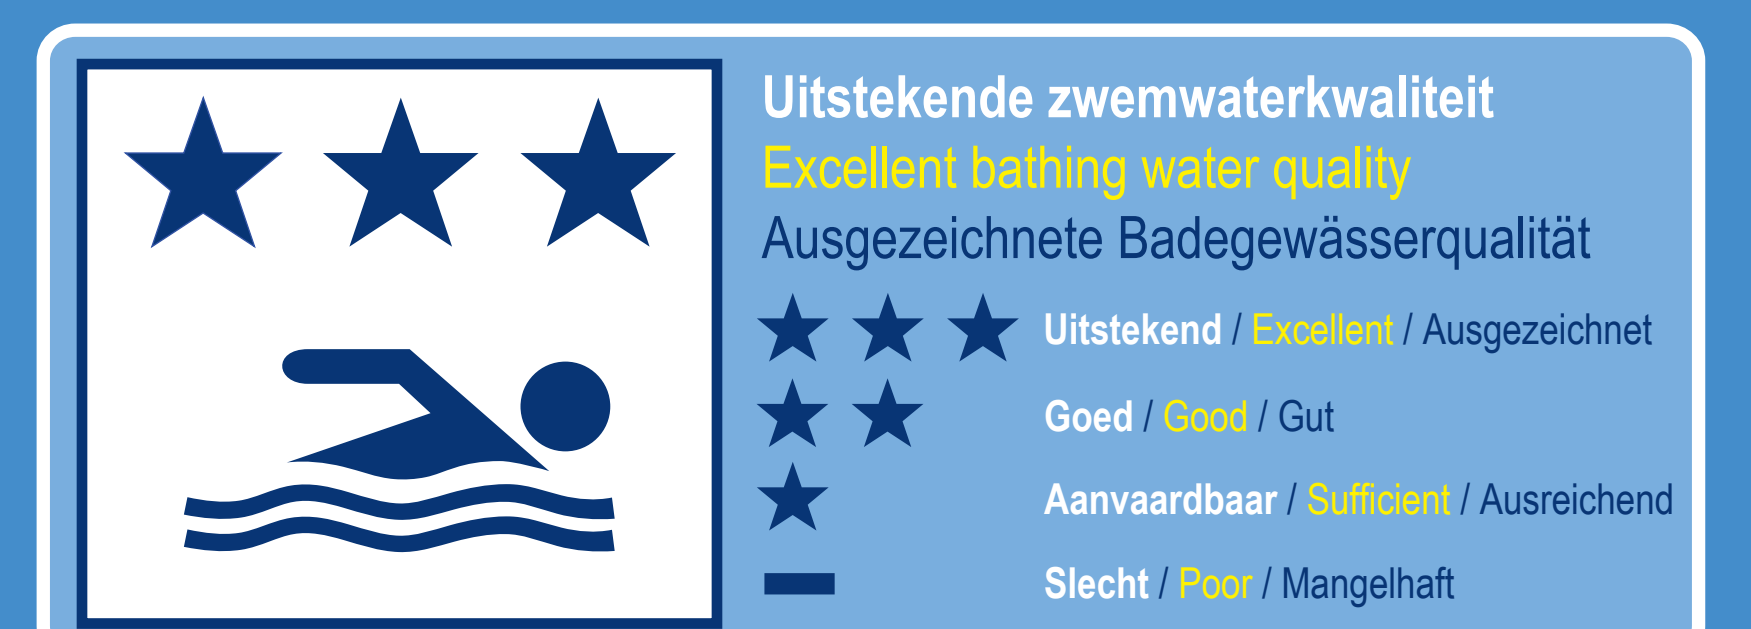 Uitstekende zwemwaterkwaliteit
Excellent bathing water quality
Ausgezeichnete Badegewässerqualität
Uitstekend / Excellent / Ausgezeichnet
Goed / Good / Gut
Aanvaardbaar / Sufficient / Ausreichend
Slecht / Poor / Mangelhaft